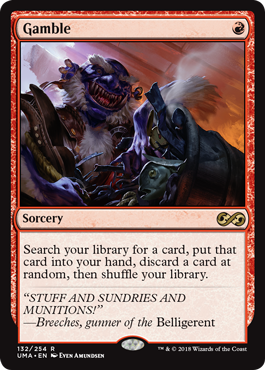 Gamble
Sorcery
Search your library for a card, put that
card into your hand, discard a card at
random, then shuffle your library.
“STUFF AND SUNDRIES AND
MUNITIONS!”
—Breeches, gunner of the Belligerent
132/254 R
UMA • EN EVEN AMUNDSEN
™ & © 2018 Wizards of the Coast